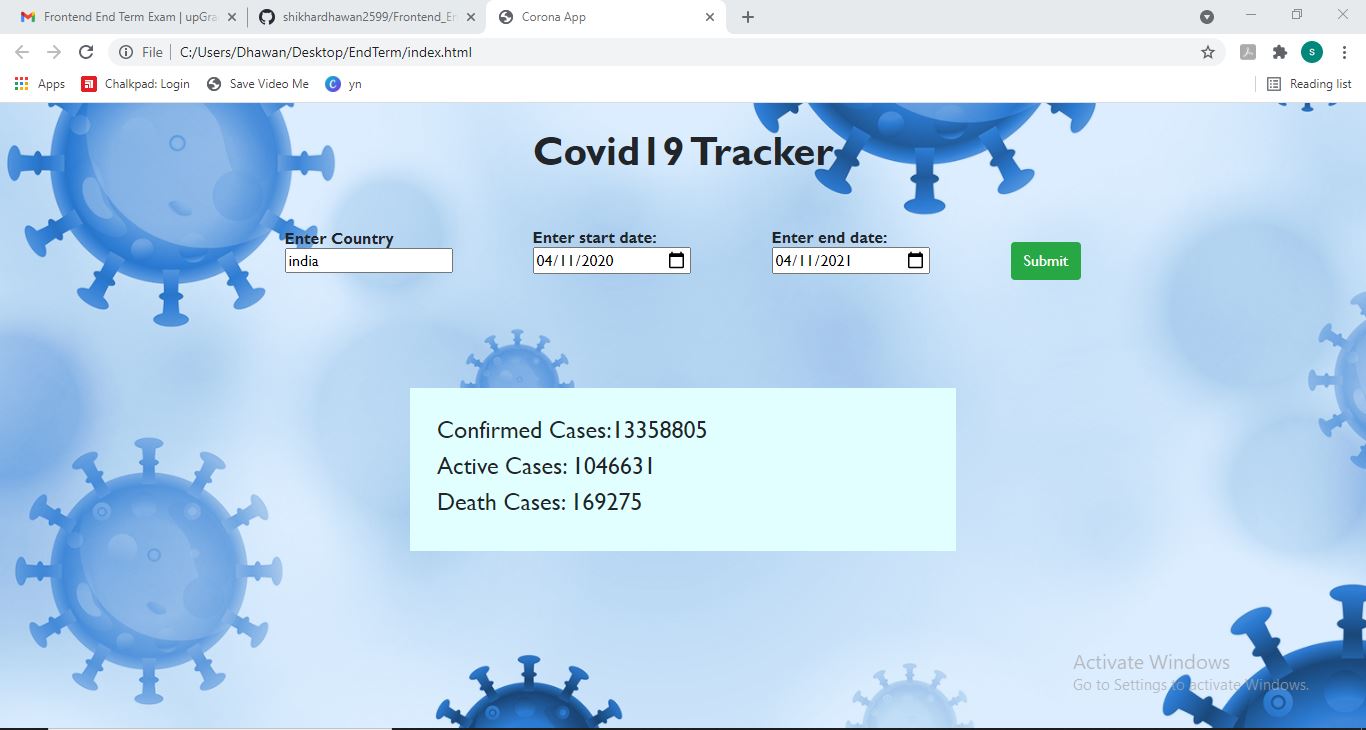 Frontend End Term Exam | upGra
shikhardhawan2599/Frontend_En
Corona App
File
C:/Users/Dhawan/Desktop/EndTerm/index.html
S
Apps
Chalkpad: Login
Save Video Me
C
yn
Reading list
Covid19 Tracker
Enter Country
Enter start date:
Enter end date:
india
04/11/2020
04/11/2021
Submit
Confirmed Cases:13358805
Active Cases: 1046631
Death Cases: 169275
Activate Windows
Go to Settings to activate Windows.